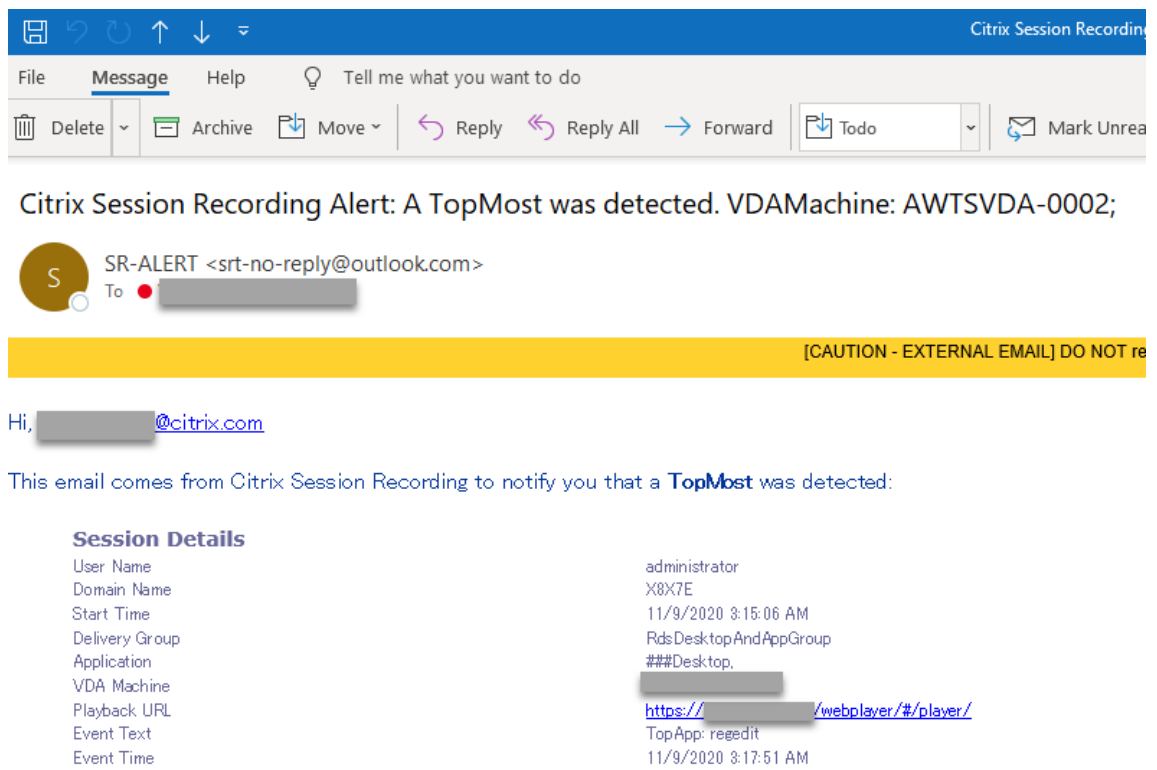 Citrix Session Recording
File Message Help Tell me what you want to do
Delete Archive Move Reply Reply All Forward Todo Mark Unrea
Citrix Session Recording Alert: A TopMost was detected. VDAMachine: AWTSVDA-0002;
S
SR-ALERT <srt-no-reply@outlook.com>
To
[CAUTION - EXTERNAL EMAIL] DO NOT re
Hi, @citrix.com
This email comes from Citrix Session Recording to notify you that a TopMost was detected:
Session Details
User Name administrator
Domain Name X8X7E
Start Time 11/9/2020 3:15:06 AM
Delivery Group RdsDesktopAndAppGroup
Application ###Desktop,
VDA Machine
Playback URL https:// /webplayer/#/player/
Event Text TopApp: regedit
Event Time 11/9/2020 3:17:51 AM